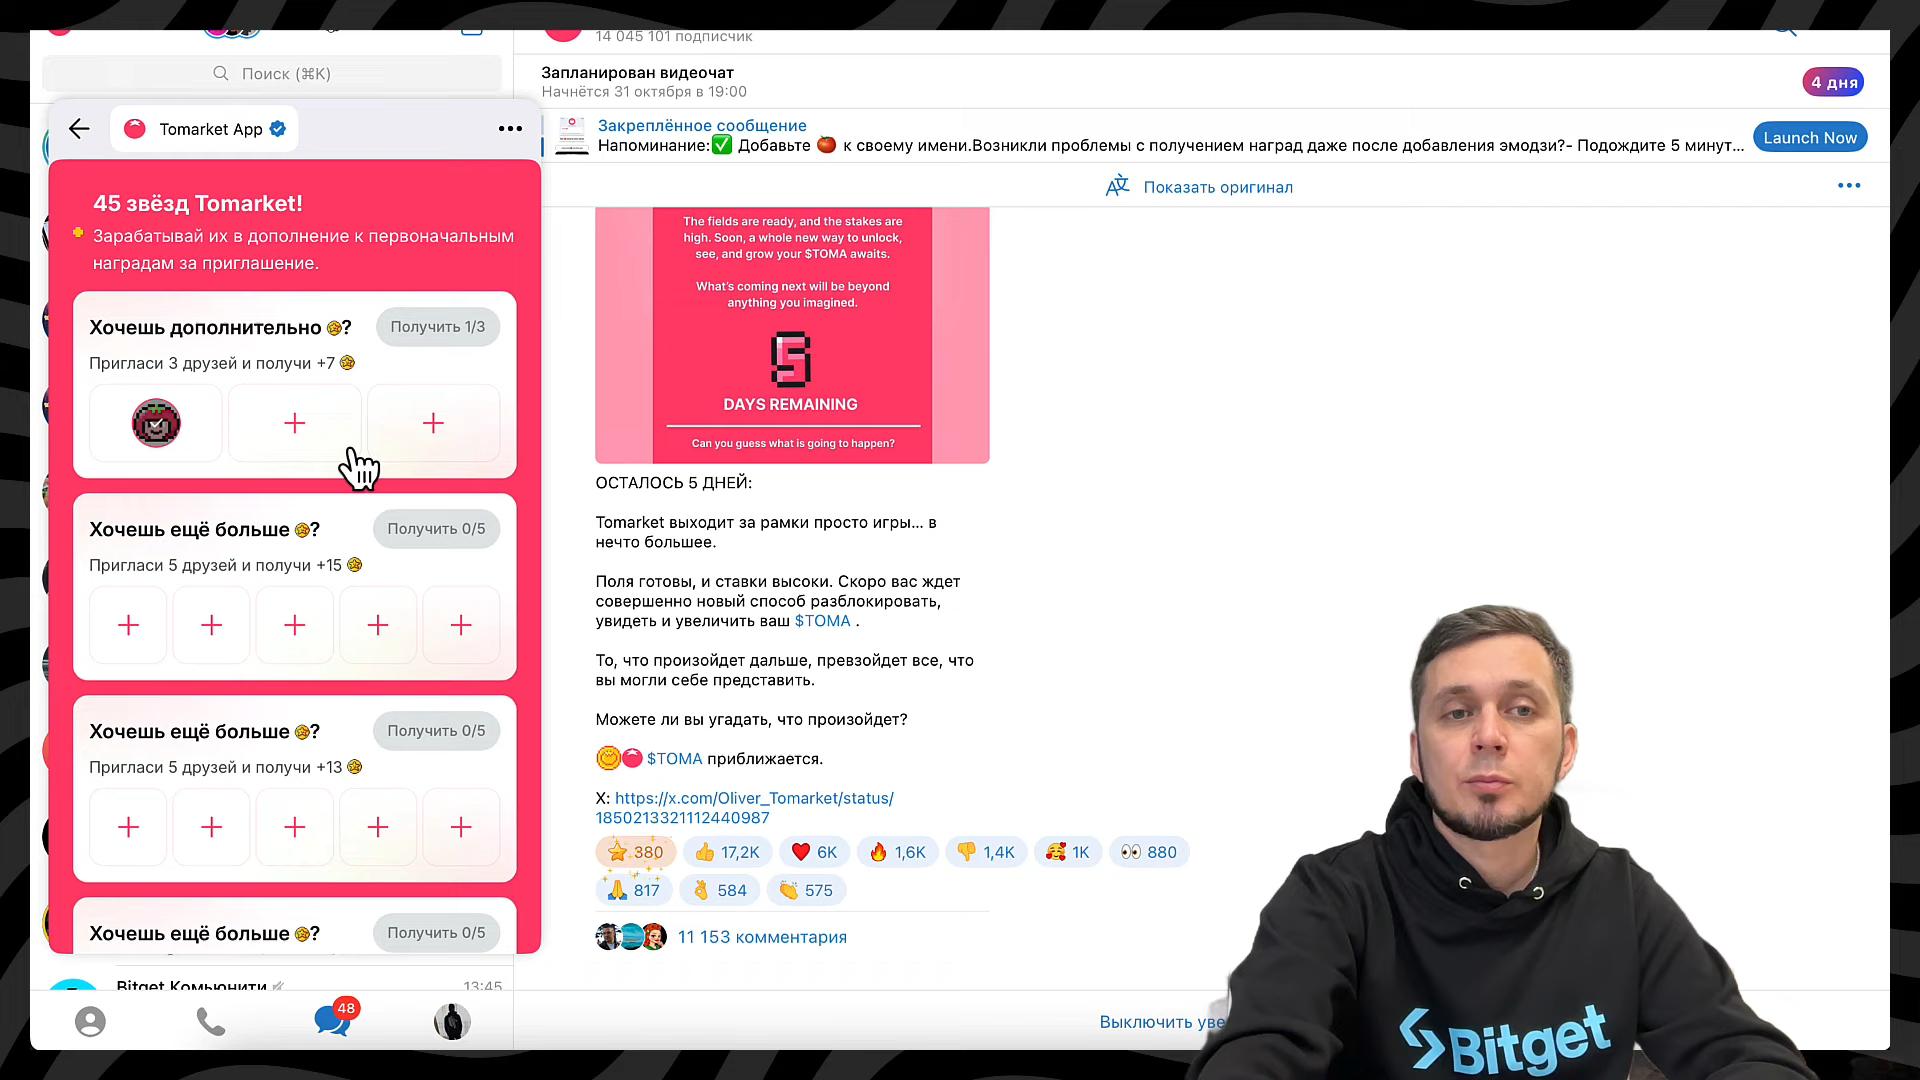 Поиск (⌘K)
Tomarket App
45 звёзд Tomarket!
Зарабатывай их в дополнение к первоначальным
наградам за приглашение.
Хочешь дополнительно ?
Получить 1/3
Пригласи 3 друзей и получи +7
Хочешь ещё больше ?
Получить 0/5
Пригласи 5 друзей и получи +15
Хочешь ещё больше ?
Получить 0/5
Пригласи 5 друзей и получи +13
Хочешь ещё больше ?
Получить 0/5
Bitget Комьюнити
13:45
48
14 045 101 подписчик
Запланирован видеочат
Начнётся 31 октября в 19:00
4 дня
Закреплённое сообщение
Напоминание:✅ Добавьте 🍅 к своему имени.Возникли проблемы с получением наград даже после добавления эмодзи?- Подождите 5 минут...
Launch Now
Показать оригинал
The fields are ready, and the stakes are
high. Soon, a whole new way to unlock,
see, and grow your $TOMA awaits.
What's coming next will be beyond
anything you imagined.
5
DAYS REMAINING
Can you guess what is going to happen?
ОСТАЛОСЬ 5 ДНЕЙ:
Tomarket выходит за рамки просто игры... в
нечто большее.
Поля готовы, и ставки высоки. Скоро вас ждет
совершенно новый способ разблокировать,
увидеть и увеличить ваш $TOMA .
То, что произойдет дальше, превзойдет все, что
вы могли себе представить.
Можете ли вы угадать, что произойдет?
$TOMA приближается.
X: https://x.com/Oliver_Tomarket/status/
1850213321112440987
380 17,2K 6K 1,6K 1,4K 1K 880
817 584 575
11 153 комментария
Выключить уве
Bitget